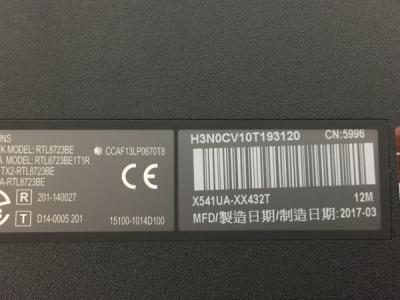 NS
K MODEL: RTL8723BE
A MODEL: RTL8723BE1T1R
TX2-RTL8723BE
A-RTL8723BE
CCAF13LP0670T8
CE
R 201-140027
T D14-0005 201
15100-1014D100
H3N0CV10T193120 CN: 5996
X541UA-XX432T 12M
MFD/製造日期/制造日期: 2017-03